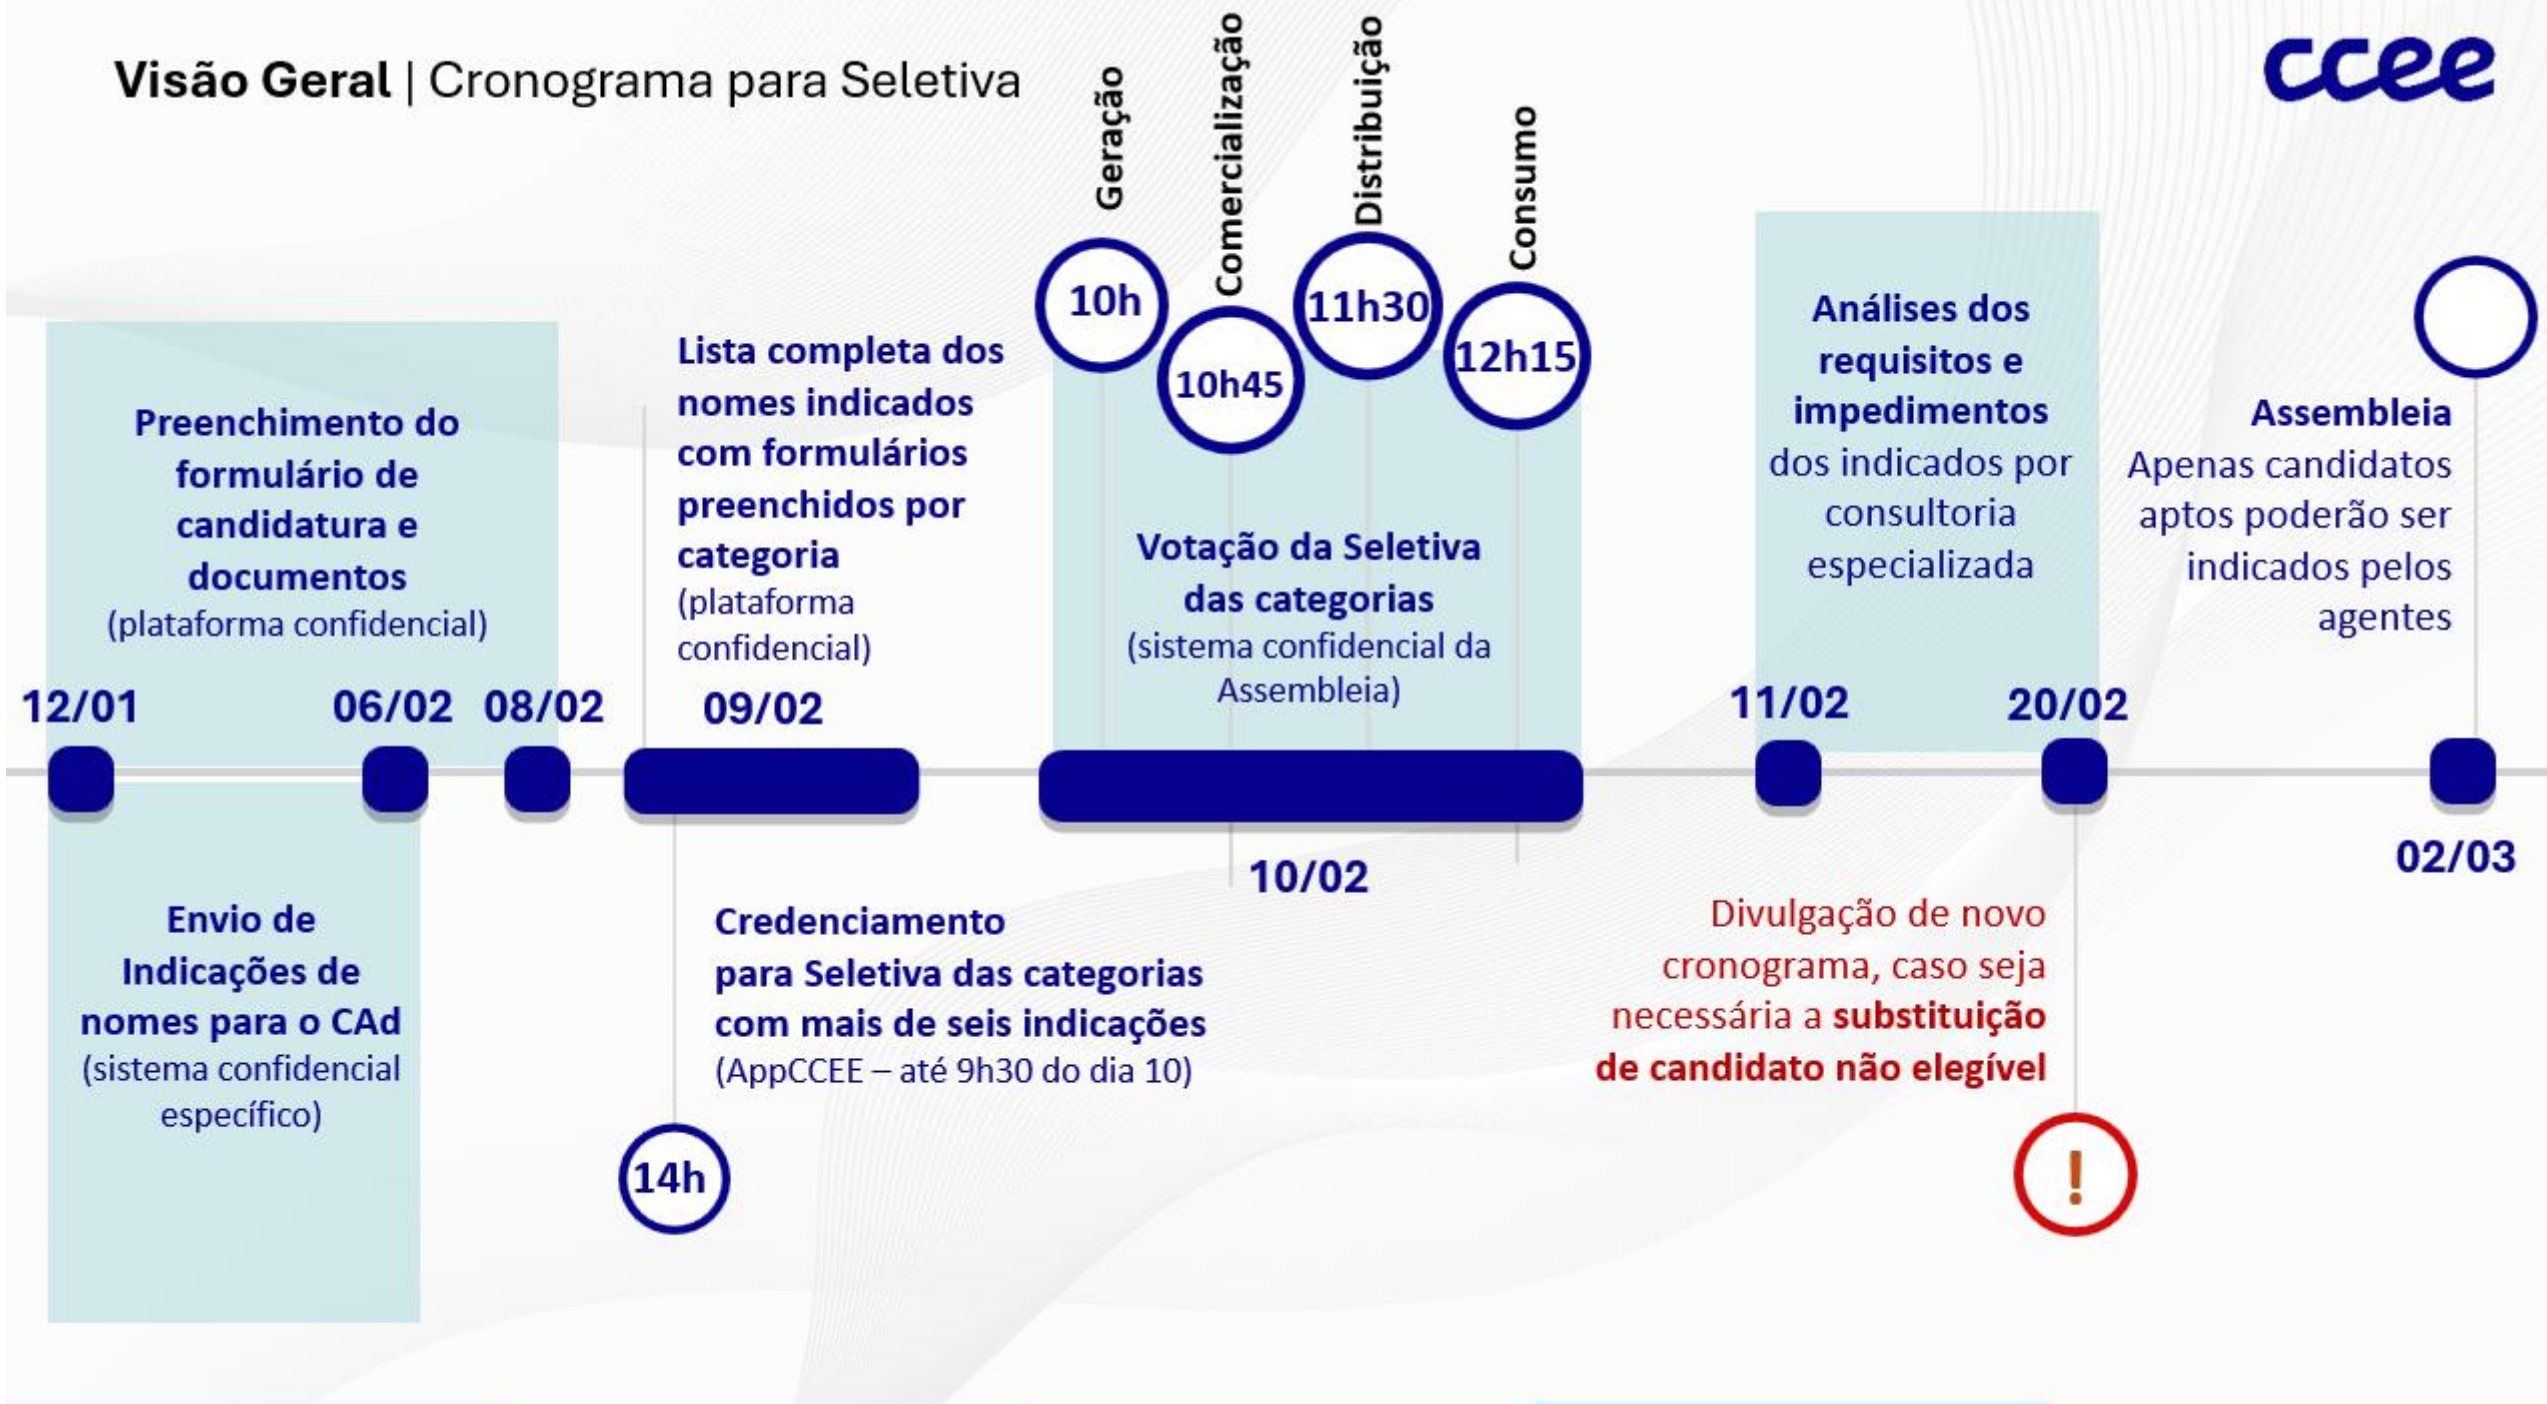 Visão Geral | Cronograma para Seletiva
ccee
Geração
Comercialização
Distribuição
Consumo
10h
10h45
11h30
12h15
Preenchimento do
formulário de
candidatura e
documentos
(plataforma confidencial)
Lista completa dos
nomes indicados
com formulários
preenchidos por
categoria
(plataforma
confidencial)
Votação da Seletiva
das categorias
(sistema confidencial da
Assembleia)
Análises dos
requisitos e
impedimentos
dos indicados por
consultoria
especializada
Assembleia
Apenas candidatos
aptos poderão ser
indicados pelos
agentes
12/01
06/02
08/02
09/02
11/02
20/02
10/02
02/03
Envio de
Indicações de
nomes para o CAd
(sistema confidencial
específico)
Credenciamento
para Seletiva das categorias
com mais de seis indicações
(AppCCEE – até 9h30 do dia 10)
14h
Divulgação de novo
cronograma, caso seja
necessária a substituição
de candidato não elegível
!